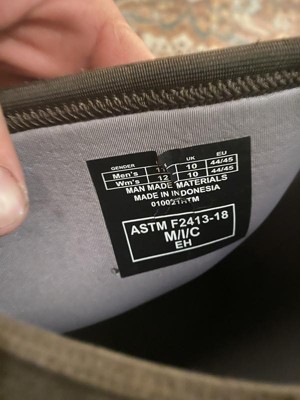 GENDER UK EU
Men's 10 44/45
Wm's 12 10 44/45
MAN MADE MATERIALS
MADE IN INDONESIA
ASTM F2413-18
M/I/C
EH